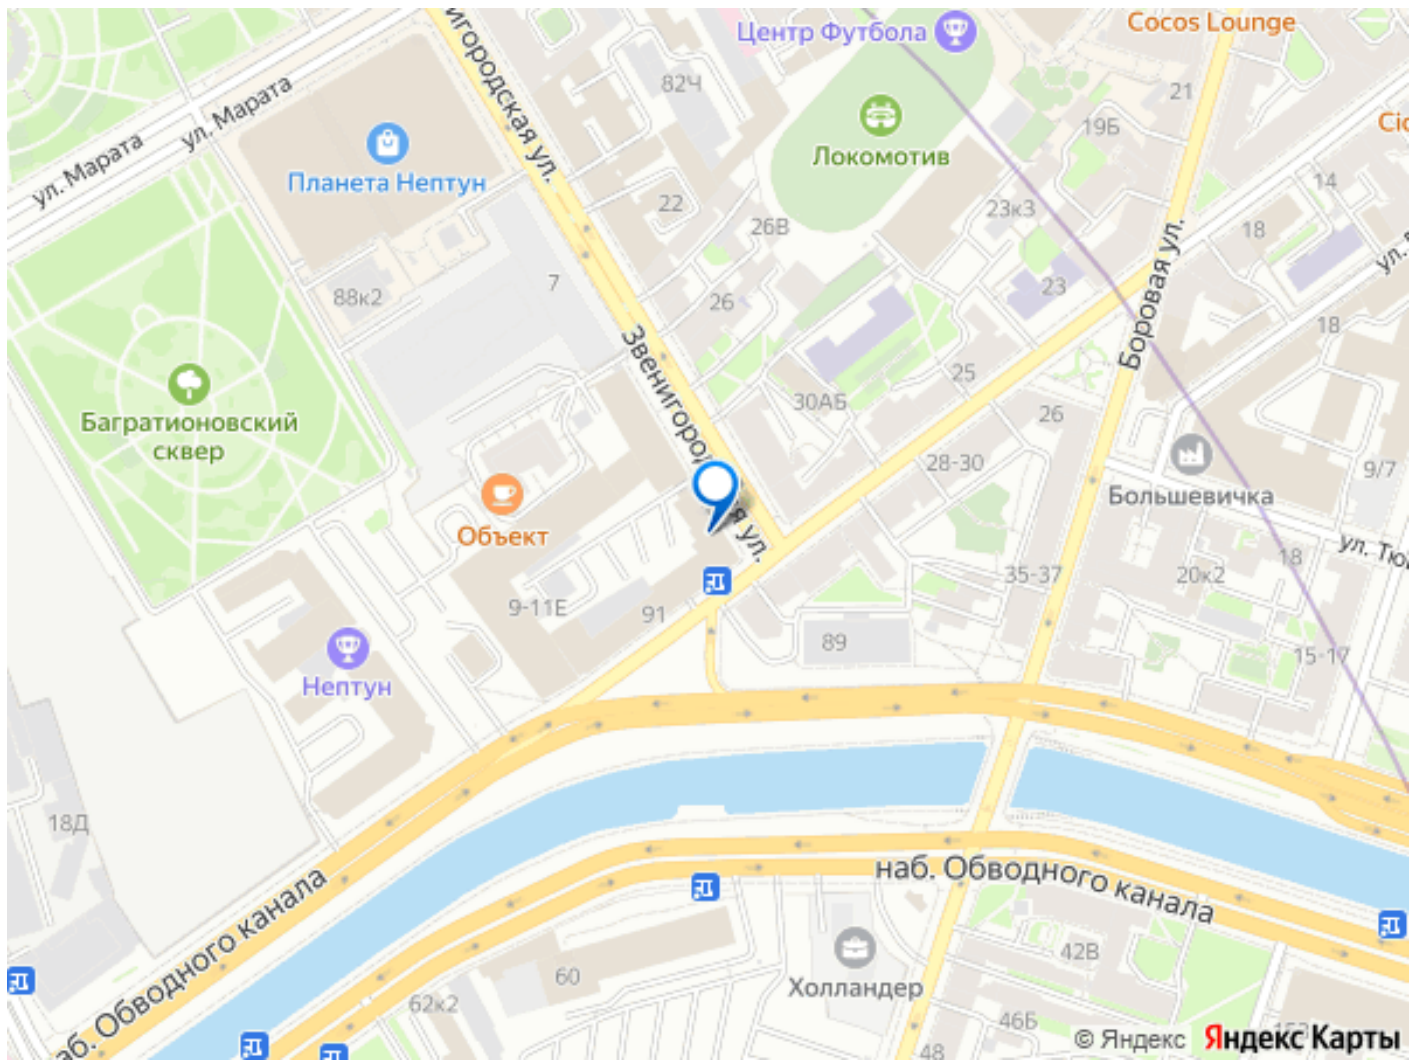 Центр Футбола
Cocos Lounge
82Ч
21
19Б
ул. Марата
ул. Марата
Планета Нептун
Локомотив
14
22
23к3
26В
18
88к2
7
26
23
Боровая ул.
18
Звенигородская ул.
25
30АБ
26
Багратионовский
сквер
28-30
9/7
Большевичка
Объект
18
35-37
20к2
9-11Е
91
89
15-17
Нептун
18Д
наб. Обводного канала
наб. Обводного канала
42В
60
Холландер
62к2
46Б
48
© Яндекс Яндекс Карты